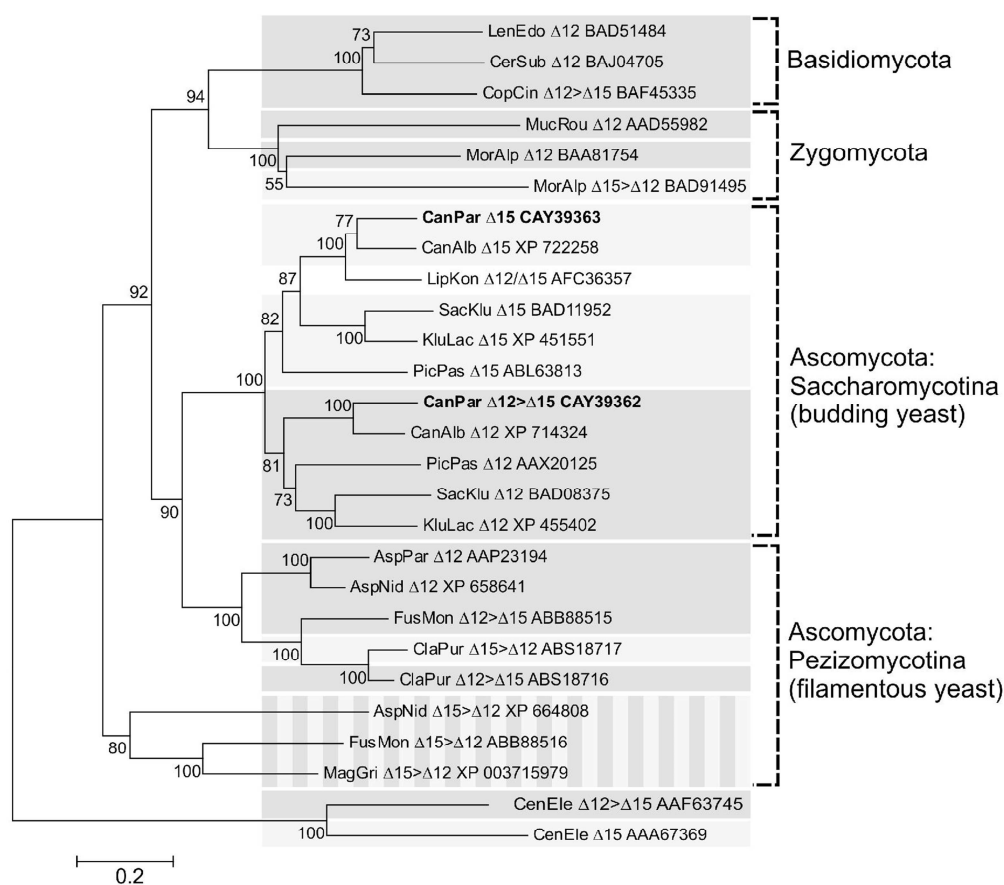 LenEdo Δ12 BAD51484
73
CerSub Δ12 BAJ04705
100
CopCin Δ12>Δ15 BAF45335
Basidiomycota
94
MucRou Δ12 AAD55982
100
MorAlp Δ12 BAA81754
55
MorAlp Δ15>Δ12 BAD91495
Zygomycota
CanPar Δ15 CAY39363
77
CanAlb Δ15 XP 722258
100
LipKon Δ12/Δ15 AFC36357
87
92
SacKlu Δ15 BAD11952
82
KluLac Δ15 XP 451551
100
PicPas Δ15 ABL63813
100
Ascomycota:
Saccharomycotina
(budding yeast)
CanPar Δ12>Δ15 CAY39362
100
CanAlb Δ12 XP 714324
81
PicPas Δ12 AAX20125
73
SacKlu Δ12 BAD08375
100
KluLac Δ12 XP 455402
90
AspPar Δ12 AAP23194
100
AspNid Δ12 XP 658641
100
FusMon Δ12>Δ15 ABB88515
100
ClaPur Δ15>Δ12 ABS18717
100
ClaPur Δ12>Δ15 ABS18716
Ascomycota:
Pezizomycotina
(filamentous yeast)
AspNid Δ15>Δ12 XP 664808
80
FusMon Δ15>Δ12 ABB88516
100
MagGri Δ15>Δ12 XP 003715979
CenEle Δ12>Δ15 AAF63745
100
CenEle Δ15 AAA67369
0.2